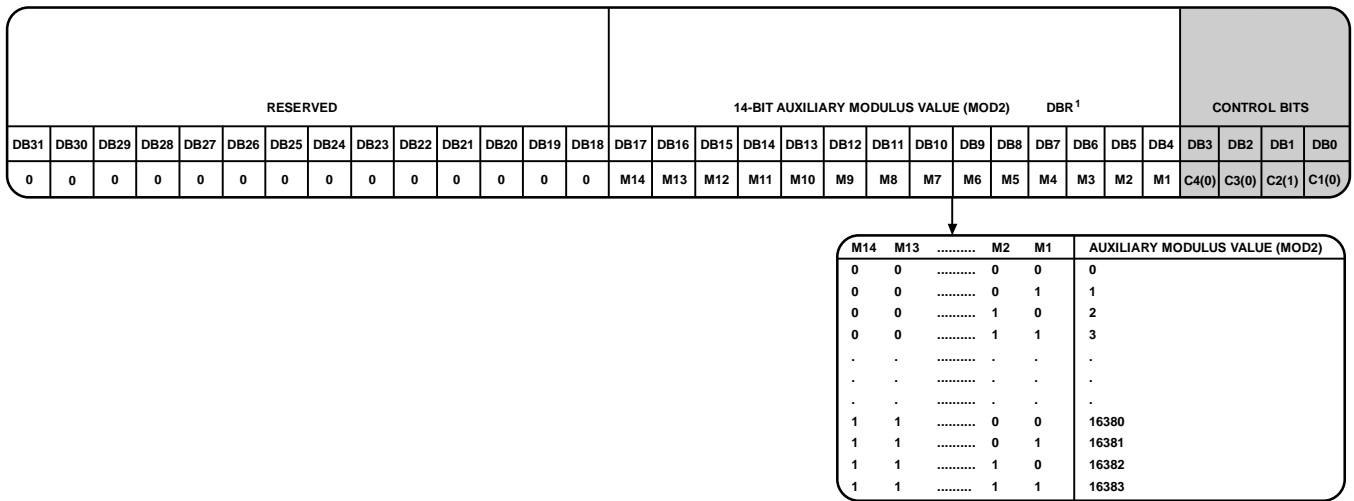 RESERVED 14-BIT AUXILIARY MODULUS VALUE (MOD2) DBR1 CONTROL BITS
DB31 DB30 DB29 DB28 DB27 DB26 DB25 DB24 DB23 DB22 DB21 DB20 DB19 DB18 DB17 DB16 DB15 DB14 DB13 DB12 DB11 DB10 DB9 DB8 DB7 DB6 DB5 DB4 DB3 DB2 DB1 DB0
0 0 0 0 0 0 0 0 0 0 0 0 0 0 M14 M13 M12 M11 M10 M9 M8 M7 M6 M5 M4 M3 M2 M1 C4(0) C3(0) C2(1) C1(0)
M14 M13 .......... M2 M1 AUXILIARY MODULUS VALUE (MOD2)
0 0 .......... 0 0 0
0 0 .......... 0 1 1
0 0 .......... 1 0 2
0 0 .......... 1 1 3
. . .......... . . .
. . .......... . . .
. . .......... . . .
1 1 .......... 0 0 16380
1 1 .......... 0 1 16381
1 1 .......... 1 0 16382
1 1 ......... 1 1 16383